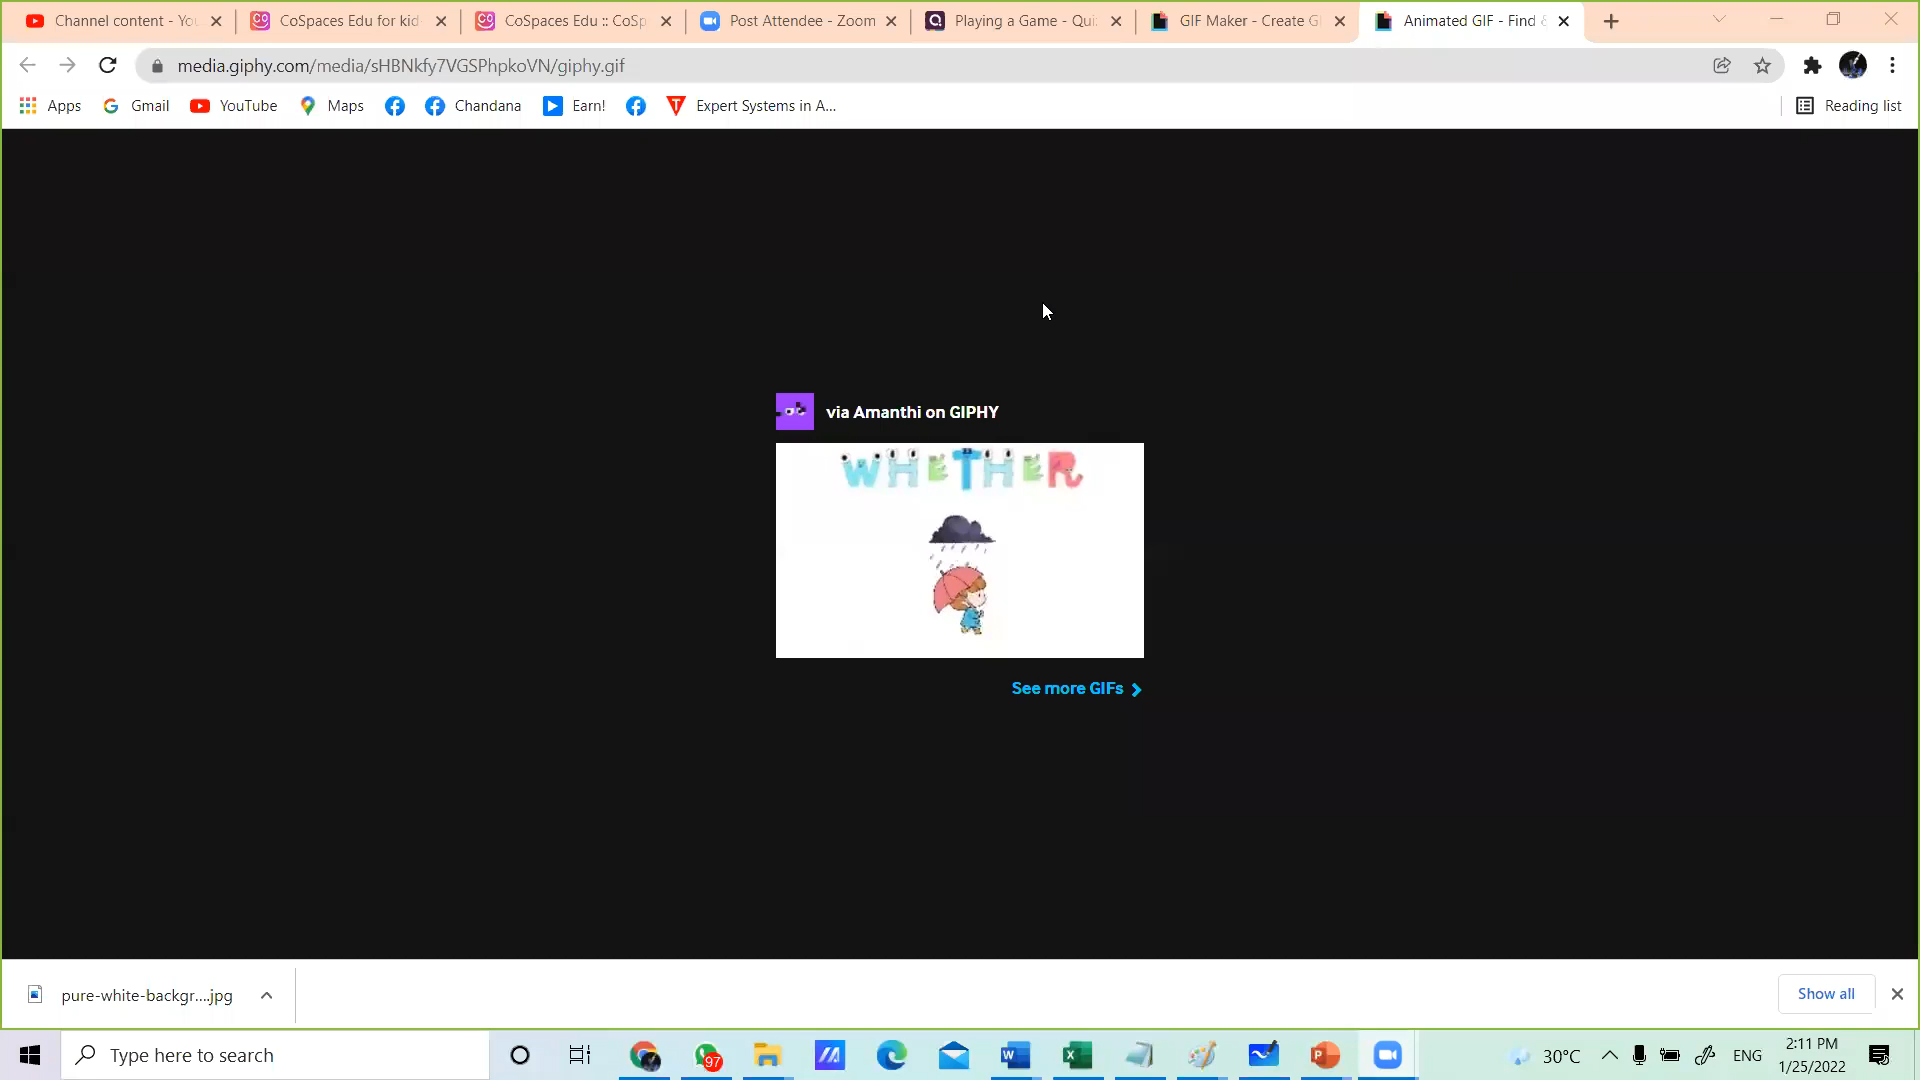 Channel content - You
CoSpaces Edu for kid
CoSpaces Edu :: CoSp
Post Attendee - Zoom
Playing a Game - Qui
GIF Maker - Create G
Animated GIF - Find &
media.giphy.com/media/sHBNkfy7VGSPhpkoVN/giphy.gif
Apps
Gmail
YouTube
Maps
Chandana
Earn!
Expert Systems in A...
Reading list
via Amanthi on GIPHY
WHETHER
See more GIFs
pure-white-backgr....jpg
Show all
Type here to search
97
30°C
ENG
2:11 PM
1/25/2022